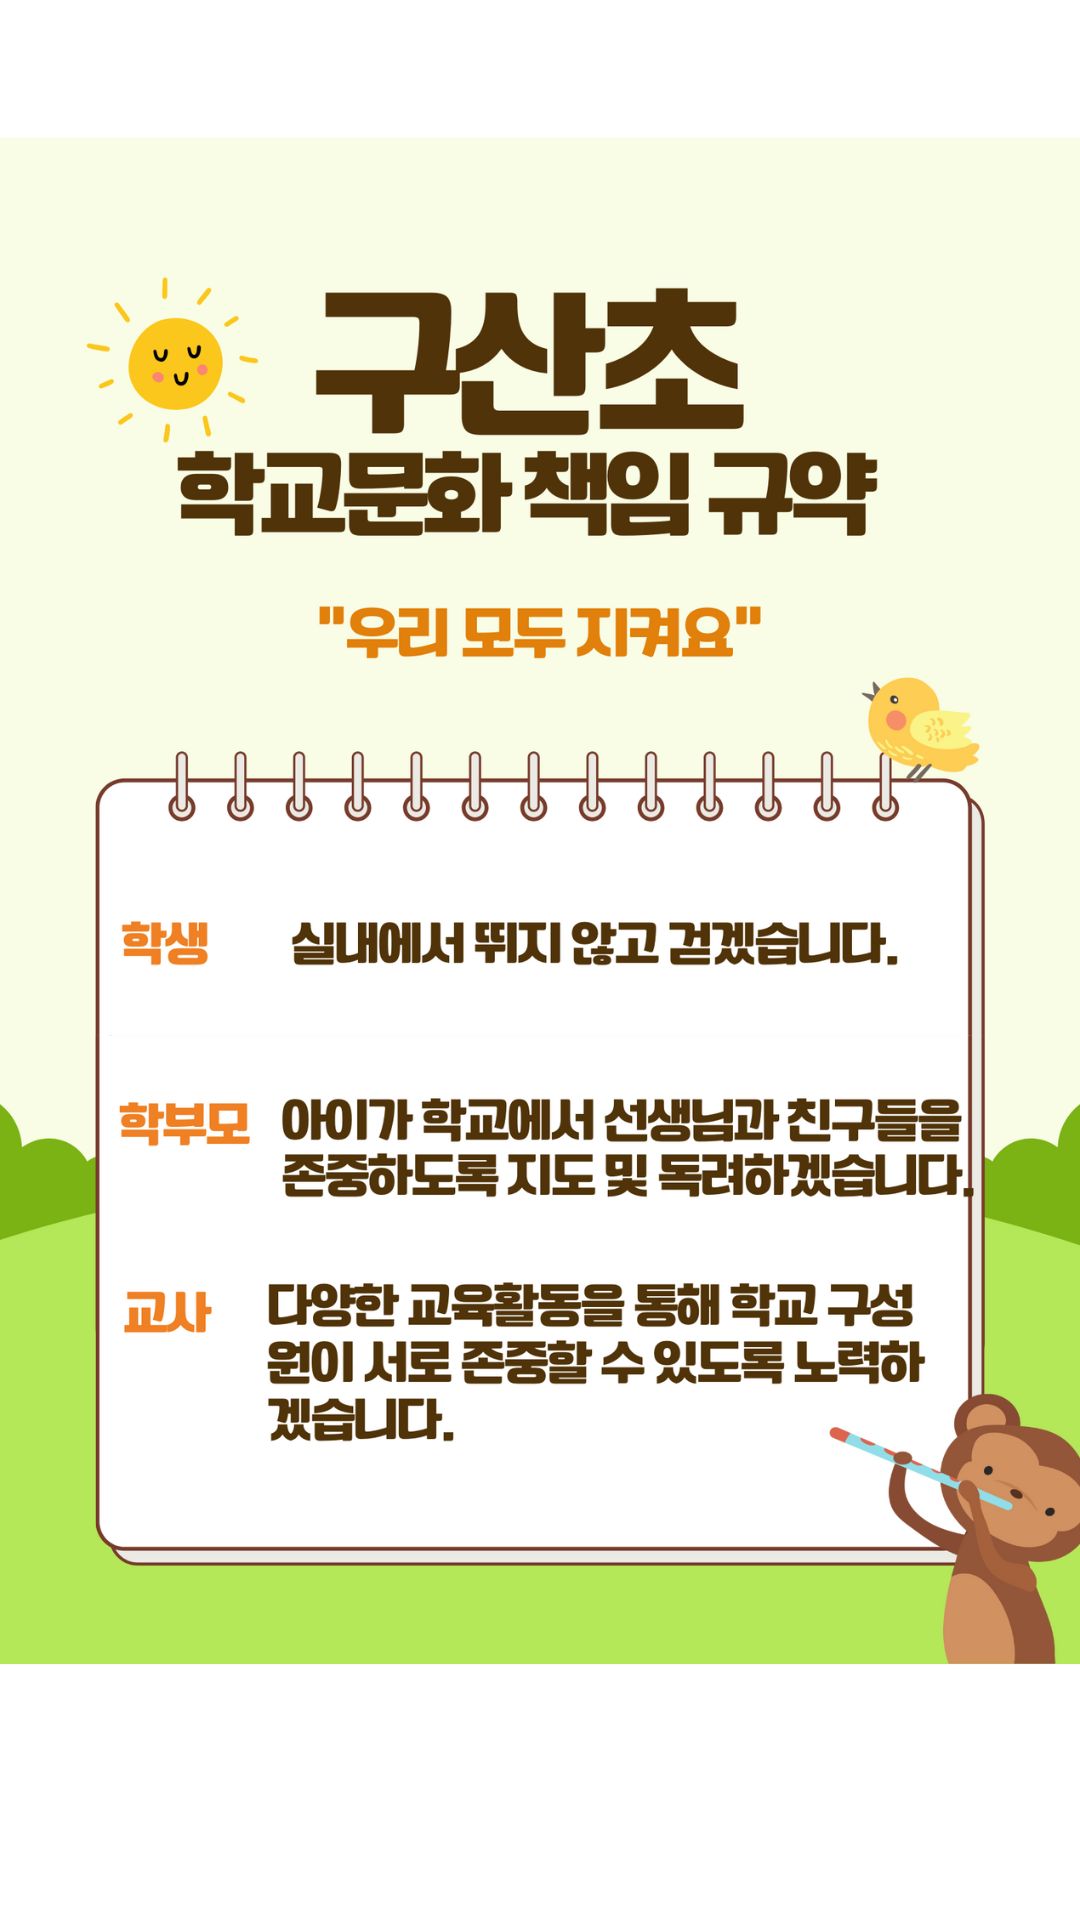 구산초
학교문화 책임 규약
"우리 모두 지켜요"
학생 실내에서 뛰지 않고 걷겠습니다.
학부모 아이가 학교에서 선생님과 친구들을
존중하도록 지도 및 독려하겠습니다.
교사 다양한 교육활동을 통해 학교 구성
원이 서로 존중할 수 있도록 노력하
겠습니다.